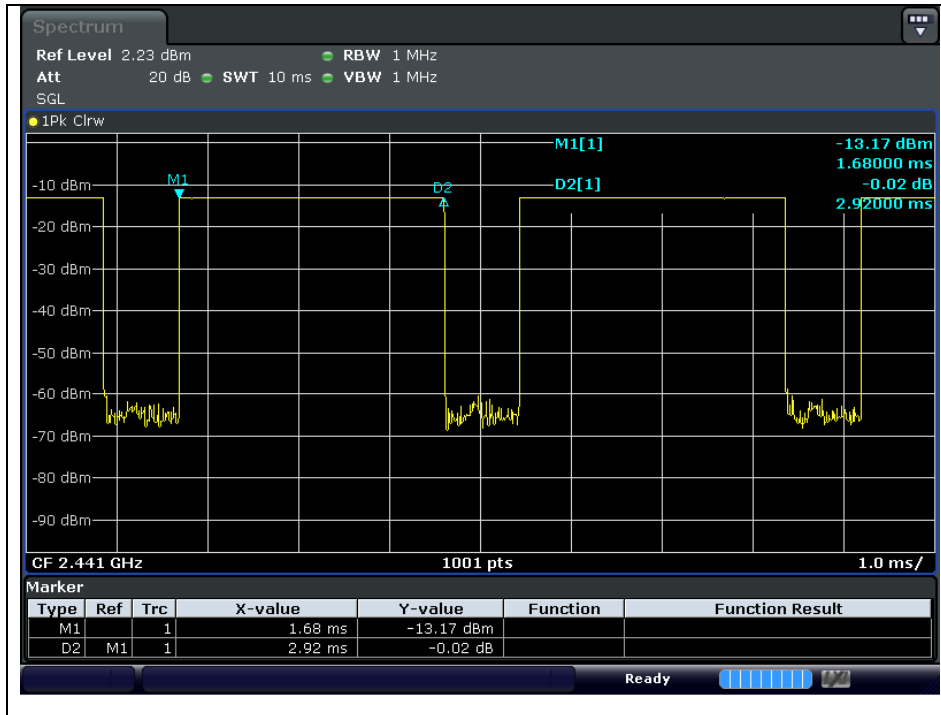 Spectrum
Ref Level 2.23 dBm RBW 1 MHz
Att 20 dB SWT 10 ms VBW 1 MHz
SGL
1Pk Clrw
M1[1] -13.17 dBm
1.68000 ms
D2[1] -0.02 dB
2.92000 ms
M1
D2
-10 dBm
-20 dBm
-30 dBm
-40 dBm
-50 dBm
-60 dBm
-70 dBm
-80 dBm
-90 dBm
CF 2.441 GHz 1001 pts 1.0 ms/
Marker
Type Ref Trc X-value Y-value Function Function Result
M1 1 1.68 ms -13.17 dBm
D2 M1 1 2.92 ms -0.02 dB
Ready